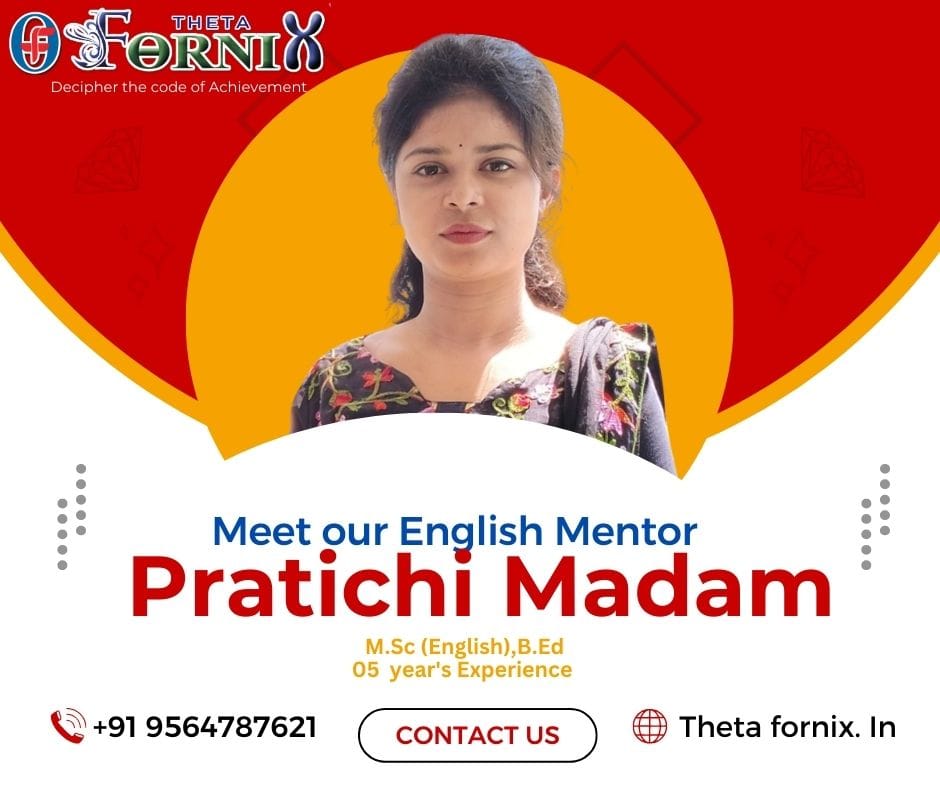 THETA
FORNIX
Decipher the code of Achievement
Meet our English Mentor
Pratichi Madam
M.Sc (English),B.Ed
05 year's Experience
+91 9564787621
CONTACT US
Theta fornix. In